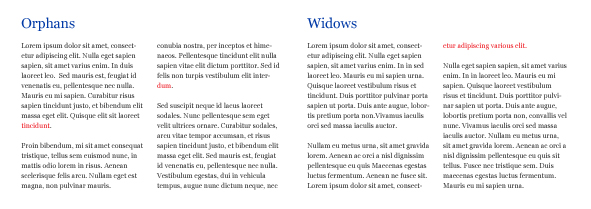 Orphans
Lorem ipsum dolor sit amet, consect-
etur adipiscing elit. Nulla eget sapien
sapien, sit amet varius enim. In duis
laoreet leo.  Sed mauris est, feugiat id
venenatis eu, pellentesque nec nulla.
Mauris eu mi sapien. Curabitur risus
sapien tincidunt justo, et bibendum elit
massa eget elit. Quisque elit sit laoreet
tincidunt.
Proin bibendum, mi sit amet consequat
tristique, tellus sem euismod nunc, in
mattis odio lorem in risus. Aenean
scelerisque felis arcu. Nullam eget est
magna, non pulvinar mauris.
conubia nostra, per inceptos et hime-
naeos. Pellentesque tincidunt elit nulla
sapien vitae elit dictum porttitor. Sed id
felis non turpis vestibulum elit inter-
dum.
Sed suscipit neque id lacus laoreet
sodales. Nunc pellentesque sem eget
velit ultrices ornare. Curabitur sodales,
arcu vitae tempor accumsan, et risus
sapien tincidunt justo, et bibendum elit
massa eget elit. Sed mauris est, feugiat
id venenatis eu, pellentesque nec nulla.
Vestibulum egestas, dui in vehicula
tempus, augue nunc dictum neque, nec
Widows
Lorem ipsum dolor sit amet, consect-
etur adipiscing elit. Nulla eget sapien
sapien, sit amet varius enim. In in sed
laoreet leo. Mauris eu mi sapien urna.
Quisque laoreet vestibulum elit et
tincidunt. Duis porttitor pulvinar porta
sapien ut porta. Duis ante augue, lobor-
tis pretium porta non.Vivamus iaculis
orci sed massa iaculis auctor.
Nullam eu metus urna, sit amet gravida
lorem. Aenean ac orci a nisl dignissim
pellentesque eu quis Maecenas egestas
luctus fermentum. Aenean ne fusce sit.
Lorem ipsum dolor sit amet, consect-
etur adipiscing various elit.
Nulla eget sapien sit amet varius
enim. In in laoreet leo. Mauris eu mi
sapien. Quisque laoreet vestibulum
risus et tincidunt. Duis porttitor pulvi-
nar sapien ut porta. Duis ante augue,
lobortis pretium porta non, convallis vel
nunc. Vivamus iaculis orci sed massa
iaculis auctor. Nullam eu metus urna,
sit amet gravida lorem. Aenean ac orci a
nisl dignissim pellentesque eu quis sit
tellus. Fusce nec tristique sem. Duis
maecenas egestas luctus fermentum.
Mauris eu mi sapien urna.